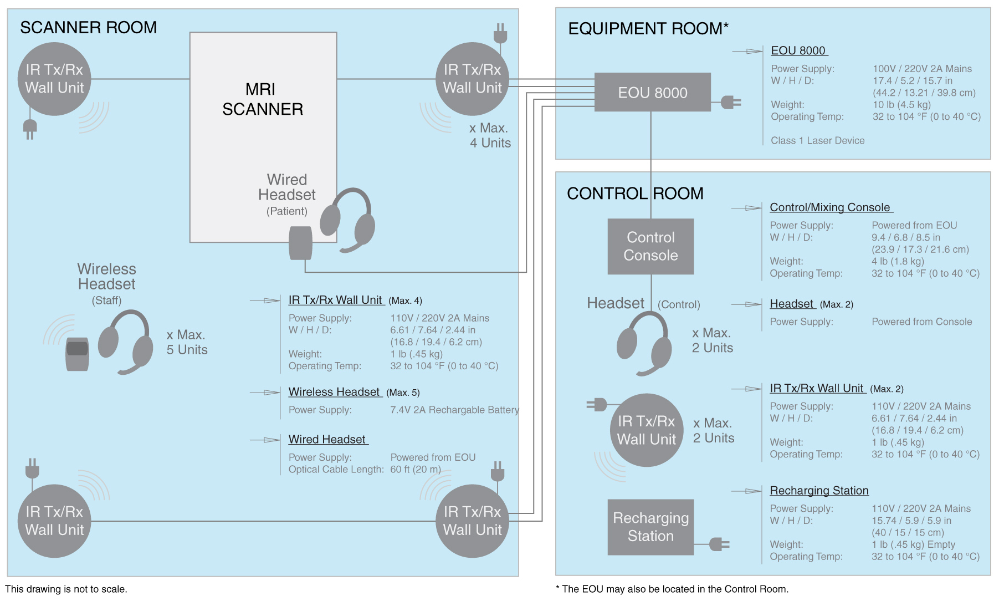 SCANNER ROOM
IR Tx/Rx
Wall Unit
MRI
SCANNER
IR Tx/Rx
Wall Unit
x Max.
4 Units
Wired
Headset
(Patient)
Wireless
Headset
(Staff)
x Max.
5 Units
IR Tx/Rx Wall Unit (Max. 4)
Power Supply: 110V / 220V 2A Mains
W / H / D: 6.61 / 7.64 / 2.44 in
(16.8 / 19.4 / 6.2 cm)
Weight: 1 lb (.45 kg)
Operating Temp: 32 to 104 °F (0 to 40 °C)
Wireless Headset (Max. 5)
Power Supply: 7.4V 2A Rechargable Battery
Wired Headset
Power Supply: Powered from EOU
Optical Cable Length: 60 ft (20 m)
IR Tx/Rx
Wall Unit
IR Tx/Rx
Wall Unit
This drawing is not to scale.
EQUIPMENT ROOM*
EOU 8000
EOU 8000
Power Supply: 100V / 220V 2A Mains
W / H / D: 17.4 / 5.2 / 15.7 in
(44.2 / 13.21 / 39.8 cm)
Weight: 10 lb (4.5 kg)
Operating Temp: 32 to 104 °F (0 to 40 °C)
Class 1 Laser Device
CONTROL ROOM
Control
Console
Control/Mixing Console
Power Supply: Powered from EOU
W / H / D: 9.4 / 6.8 / 8.5 in
(23.9 / 17.3 / 21.6 cm)
Weight: 4 lb (1.8 kg)
Operating Temp: 32 to 104 °F (0 to 40 °C)
Headset (Control)
x Max.
2 Units
Headset (Max. 2)
Power Supply: Powered from Console
IR Tx/Rx
Wall Unit
x Max.
2 Units
IR Tx/Rx Wall Unit (Max. 2)
Power Supply: 110V / 220V 2A Mains
W / H / D: 6.61 / 7.64 / 2.44 in
(16.8 / 19.4 / 6.2 cm)
Weight: 1 lb (.45 kg)
Operating Temp: 32 to 104 °F (0 to 40 °C)
Recharging
Station
Recharging Station
Power Supply: 110V / 220V 2A Mains
W / H / D: 15.74 / 5.9 / 5.9 in
(40 / 15 / 15 cm)
Weight: 1 lb (.45 kg) Empty
Operating Temp: 32 to 104 °F (0 to 40 °C)
* The EOU may also be located in the Control Room.